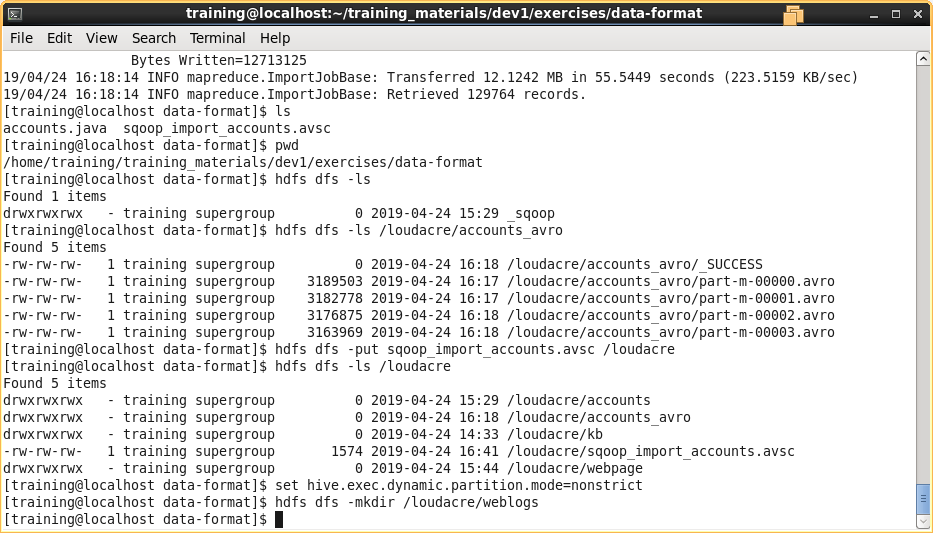 training@localhost:~/training_materials/dev1/exercises/data-format
File Edit View Search Terminal Help
Bytes Written=12713125
19/04/24 16:18:14 INFO mapreduce.ImportJobBase: Transferred 12.1242 MB in 55.5449 seconds (223.5159 KB/sec)
19/04/24 16:18:14 INFO mapreduce.ImportJobBase: Retrieved 129764 records.
[training@localhost data-format]$ ls
accounts.java  sqoop_import_accounts.avsc
[training@localhost data-format]$ pwd
/home/training/training_materials/dev1/exercises/data-format
[training@localhost data-format]$ hdfs dfs -ls
Found 1 items
drwxrwxrwx   - training supergroup          0 2019-04-24 15:29 _sqoop
[training@localhost data-format]$ hdfs dfs -ls /loudacre/accounts_avro
Found 5 items
-rw-rw-rw-   1 training supergroup          0 2019-04-24 16:18 /loudacre/accounts_avro/_SUCCESS
-rw-rw-rw-   1 training supergroup    3189503 2019-04-24 16:17 /loudacre/accounts_avro/part-m-00000.avro
-rw-rw-rw-   1 training supergroup    3182778 2019-04-24 16:17 /loudacre/accounts_avro/part-m-00001.avro
-rw-rw-rw-   1 training supergroup    3176875 2019-04-24 16:18 /loudacre/accounts_avro/part-m-00002.avro
-rw-rw-rw-   1 training supergroup    3163969 2019-04-24 16:18 /loudacre/accounts_avro/part-m-00003.avro
[training@localhost data-format]$ hdfs dfs -put sqoop_import_accounts.avsc /loudacre
[training@localhost data-format]$ hdfs dfs -ls /loudacre
Found 5 items
drwxrwxrwx   - training supergroup          0 2019-04-24 15:29 /loudacre/accounts
drwxrwxrwx   - training supergroup          0 2019-04-24 16:18 /loudacre/accounts_avro
drwxrwxrwx   - training supergroup          0 2019-04-24 14:33 /loudacre/kb
-rw-rw-rw-   1 training supergroup       1574 2019-04-24 16:41 /loudacre/sqoop_import_accounts.avsc
drwxrwxrwx   - training supergroup          0 2019-04-24 15:44 /loudacre/webpage
[training@localhost data-format]$ set hive.exec.dynamic.partition.mode=nonstrict
[training@localhost data-format]$ hdfs dfs -mkdir /loudacre/weblogs
[training@localhost data-format]$